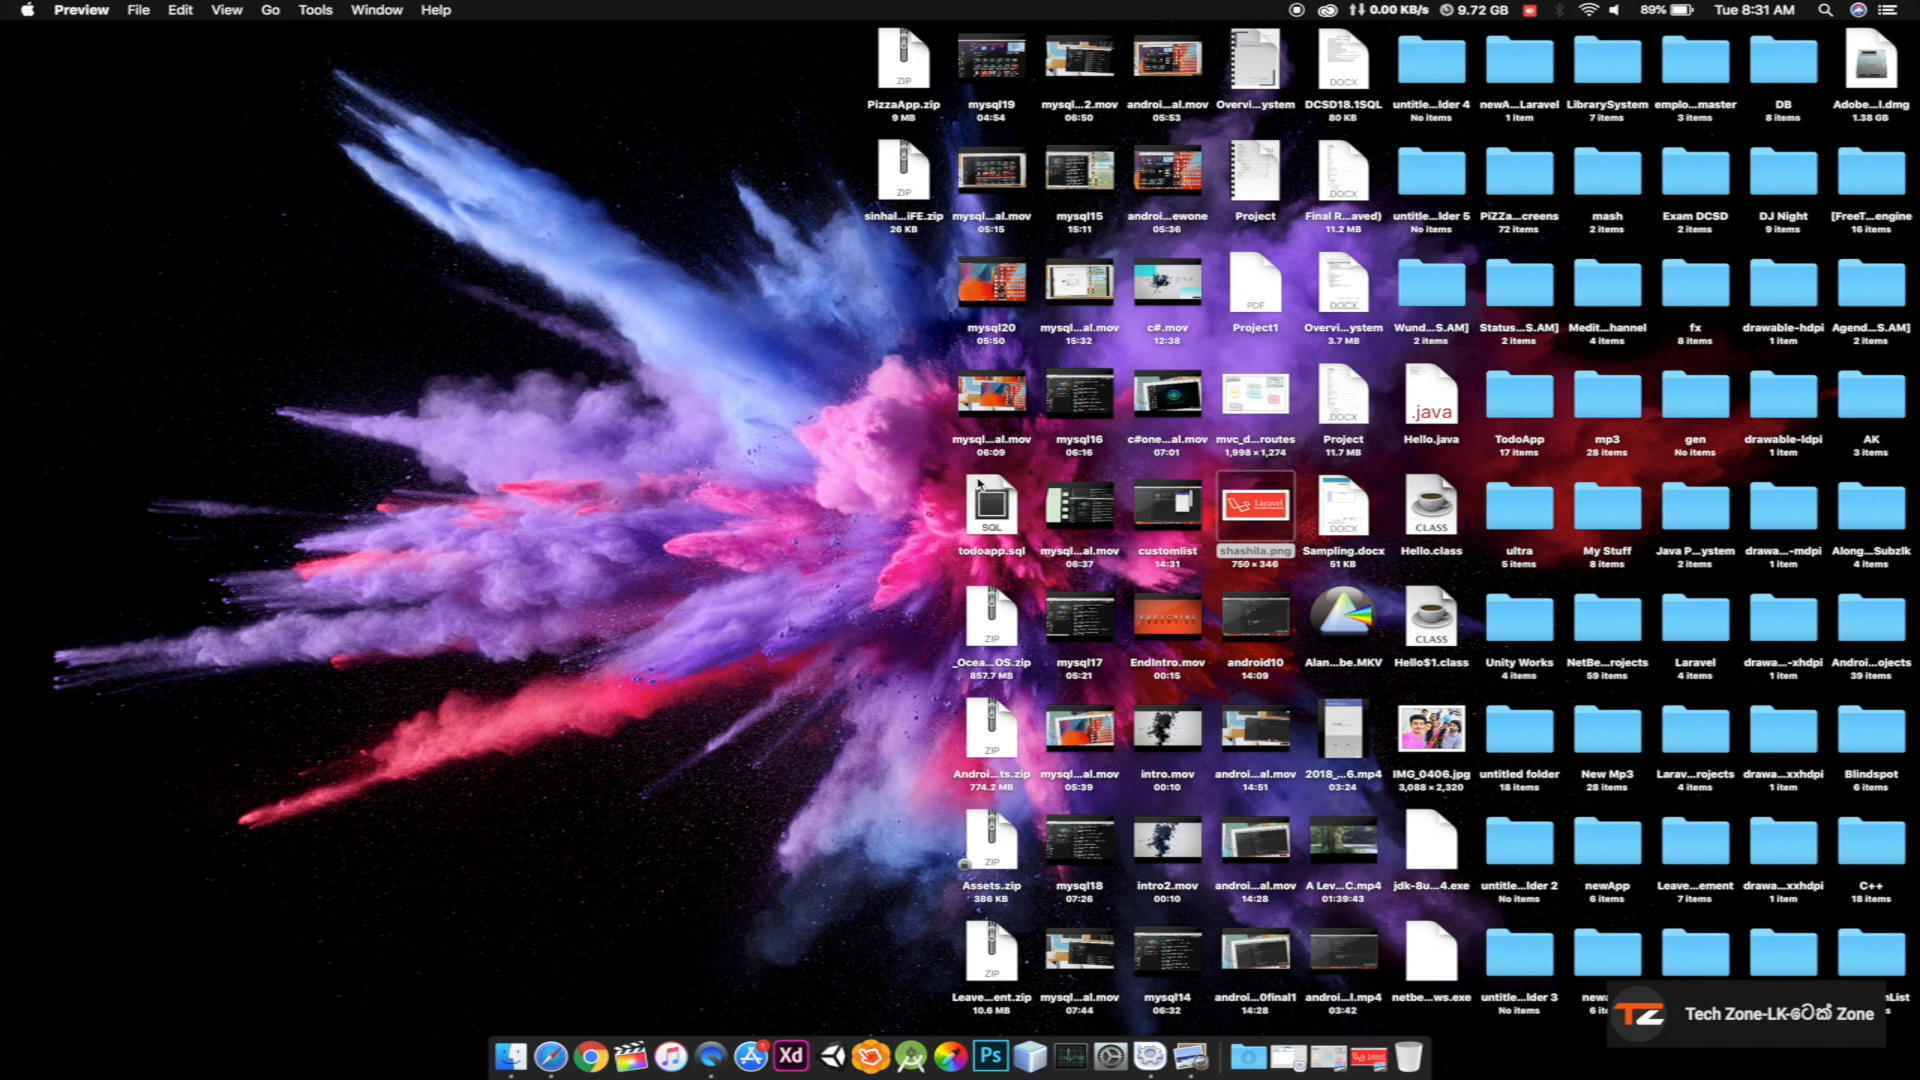 Preview File Edit View Go Tools Window Help 0.00 KB/s 9.72 GB 89% Tue 8:31 AM
ZIP DOCX
PizzaApp.zip mysql19 mysql...2.mov androi...al.mov Overvi...ystem DCSD18.1SQL untitle...lder 4 newA...Laravel LibrarySystem emplo...master DB Adobe...l.dmg
9 MB 04:54 06:50 05:53 80 KB No items 1 item 7 items 3 items 8 items 1.38 GB
ZIP DOCX
sinhal...iFE.zip mysql...al.mov mysql15 androi...ewone Project Final R...aved) untitle...lder 5 PiZZa...creens mash Exam DCSD DJ Night [FreeT...engine
26 KB 05:15 15:11 05:36 11.2 MB No items 72 items 2 items 2 items 9 items 16 items
PDF DOCX
mysql20 mysql...al.mov c#.mov Project1 Overvi...ystem Wund...S.AM] Status...S.AM] Medit...hannel fx drawable-hdpi Agend...S.AM]
05:50 15:32 12:38 3.7 MB 2 items 2 items 4 items 8 items 1 item 2 items
DOCX .java
mysql...al.mov mysql16 c#one...al.mov mvc_d...routes Project Hello.java TodoApp mp3 gen drawable-ldpi AK
06:09 06:16 07:01 1,998 × 1,274 11.7 MB 17 items 28 items No items 1 item 3 items
SQL Laravel DOCX CLASS
todoapp.sql mysql...al.mov customlist shashila.png Sampling.docx Hello.class ultra My Stuff Java P...ystem drawa...-mdpi Along...Subzlk
06:37 14:31 750 × 346 51 KB 5 items 8 items 2 items 1 item 4 items
ZIP SUBSCRIBE CLASS
_Ocea...OS.zip mysql17 EndIntro.mov android10 Alan...be.MKV Hello$1.class Unity Works NetBe...rojects Laravel drawa...-xhdpi Androi...ojects
857.7 MB 05:21 00:15 14:09 4 items 59 items 4 items 1 item 39 items
ZIP
Androi...ts.zip mysql...al.mov intro.mov androi...al.mov 2018_...6.mp4 IMG_0406.jpg untitled folder New Mp3 Larav...rojects drawa...xxhdpi Blindspot
774.2 MB 05:39 00:10 14:51 03:24 3,088 × 2,320 18 items 28 items 4 items 1 item 6 items
ZIP
Assets.zip mysql18 intro2.mov androi...al.mov A Lev...C.mp4 jdk-8u...4.exe untitle...lder 2 newApp Leave...ement drawa...xxhdpi C++
386 KB 07:26 00:10 14:28 01:39:43 No items 6 items 7 items 1 item 18 items
ZIP
Leave...ent.zip mysql...al.mov mysql14 androi...0final1 androi...l.mp4 netbe...ws.exe untitle...lder 3
10.6 MB 07:44 06:32 14:28 03:42 No items
TZ Tech Zone-LK-ටෙක් Zone
Xd Ps